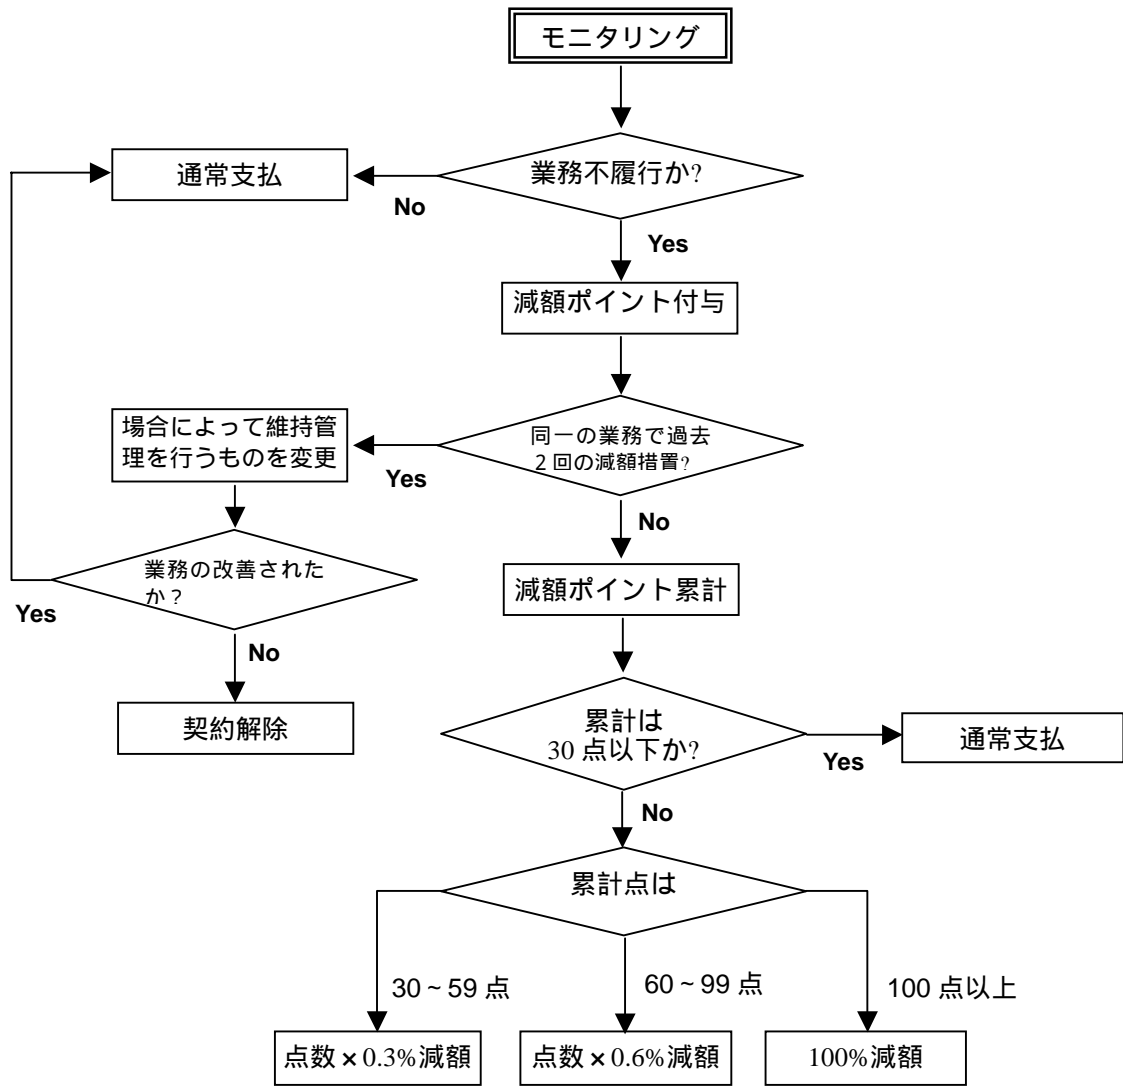 モニタリング
業務不履行か?
通常支払
No
Yes
減額ポイント付与
場合によって維持管
理を行うものを変更
同一の業務で過去
2回の減額措置?
Yes
No
業務の改善された
か?
減額ポイント累計
Yes
No
契約解除
累計は
30点以下か?
通常支払
Yes
No
累計点は
30~59点
60~99点
100点以上
点数×0.3%減額
点数×0.6%減額
100%減額